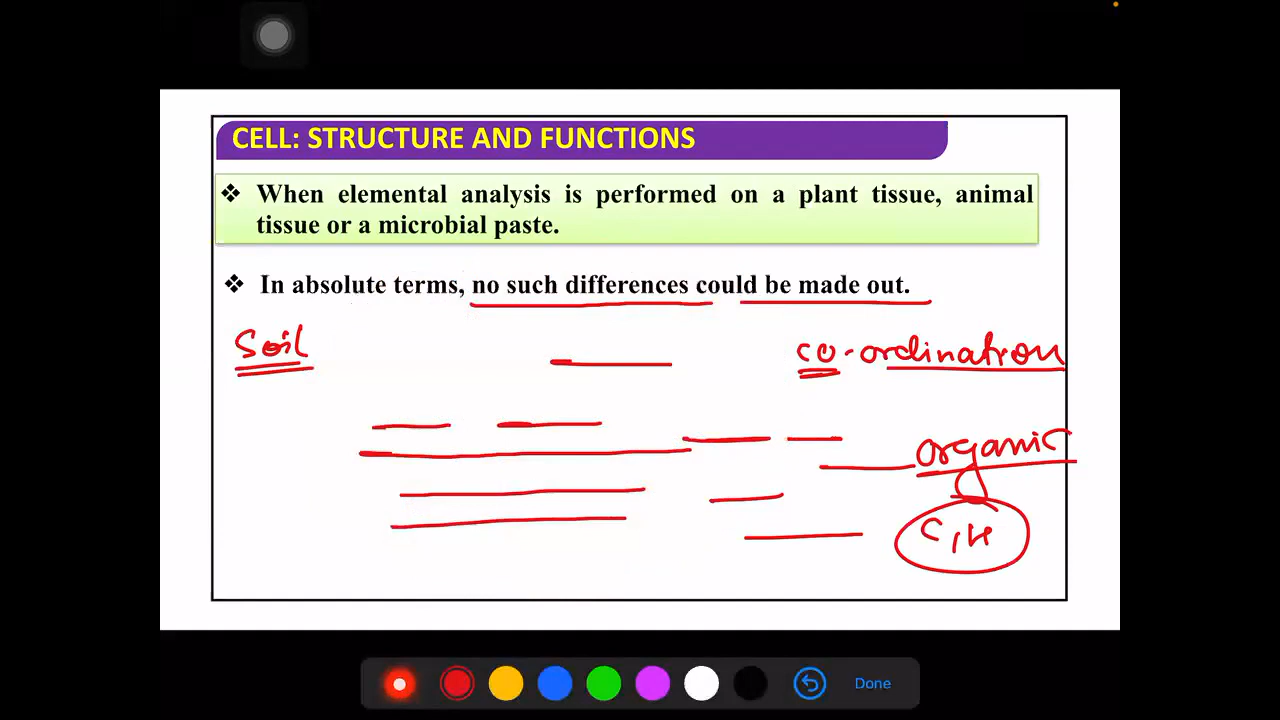 CELL: STRUCTURE AND FUNCTIONS
❖ When elemental analysis is performed on a plant tissue, animal
tissue or a microbial paste.
❖ In absolute terms, no such differences could be made out.
Soil
co-ordination
organic
C, H
Done